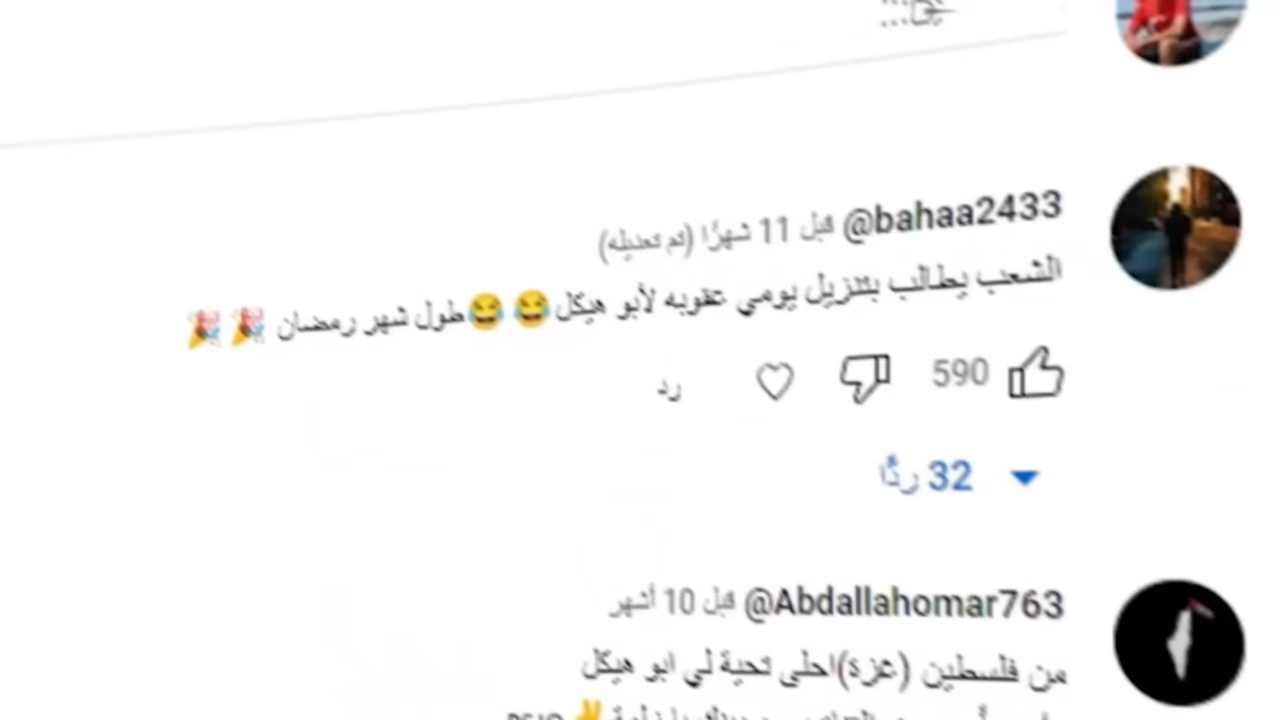 @bahaa2433 قبل 11 شهرًا (تم تعديله)
الشعب يطالب بتنزيل يومي عقوبه لأبو هيكل😂 😂طول شهر رمضان 🎉 🎉
590 رد
32 ردًّا
@Abdallahomar763 قبل 10 أشهر
من فلسطين (غزة)احلى تحية لي ابو هيكل